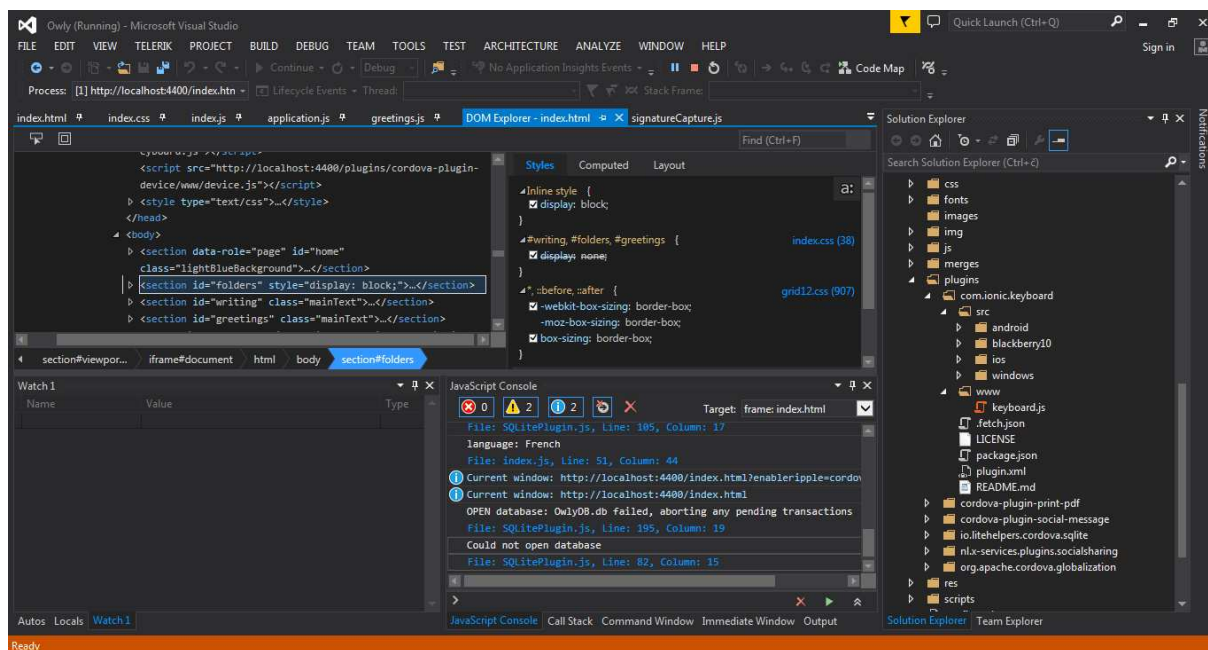 Owly (Running) - Microsoft Visual Studio
Quick Launch (Ctrl+Q)
FILE EDIT VIEW TELERIK PROJECT BUILD DEBUG TEAM TOOLS TEST ARCHITECTURE ANALYZE WINDOW HELP
Sign in
Continue Debug No Application Insights Events Code Map
Process: [1] http://localhost:4400/index.htn Lifecycle Events Thread: Stack Frame:
index.html index.css index.js application.js greetings.js DOM Explorer - index.html signatureCapture.js
Find (Ctrl+F)
<script src="http://localhost:4400/plugins/cordova-plugin-
device/www/device.js"></script>
<style type="text/css">…</style>
</head>
<body>
<section data-role="page" id="home"
class="lightBlueBackground">…</section>
<section id="folders" style="display: block;">…</section>
<section id="writing" class="mainText">…</section>
<section id="greetings" class="mainText">…</section>
section#viewpor... iframe#document html body section#folders
Styles Computed Layout
a:
Inline style {
display: block;
}
#writing, #folders, #greetings { index.css (38)
display: none;
}
*, ::before, ::after { grid12.css (907)
-webkit-box-sizing: border-box;
-moz-box-sizing: border-box;
box-sizing: border-box;
}
Watch 1
Name Value Type
Autos Locals Watch 1
JavaScript Console
0 2 2 Target: frame: index.html
File: SQLitePlugin.js, Line: 105, Column: 17
language: French
File: index.js, Line: 51, Column: 44
Current window: http://localhost:4400/index.html?enableripple=cordov
Current window: http://localhost:4400/index.html
OPEN database: OwlyDB.db failed, aborting any pending transactions
File: SQLitePlugin.js, Line: 195, Column: 19
Could not open database
File: SQLitePlugin.js, Line: 82, Column: 15
JavaScript Console Call Stack Command Window Immediate Window Output
Solution Explorer
Search Solution Explorer (Ctrl+č)
css
fonts
images
img
js
merges
plugins
com.ionic.keyboard
src
android
blackberry10
ios
windows
www
keyboard.js
.fetch.json
LICENSE
package.json
plugin.xml
README.md
cordova-plugin-print-pdf
cordova-plugin-social-message
io.litehelpers.cordova.sqlite
nl.x-services.plugins.socialsharing
org.apache.cordova.globalization
res
scripts
Solution Explorer Team Explorer
Notifications
Ready